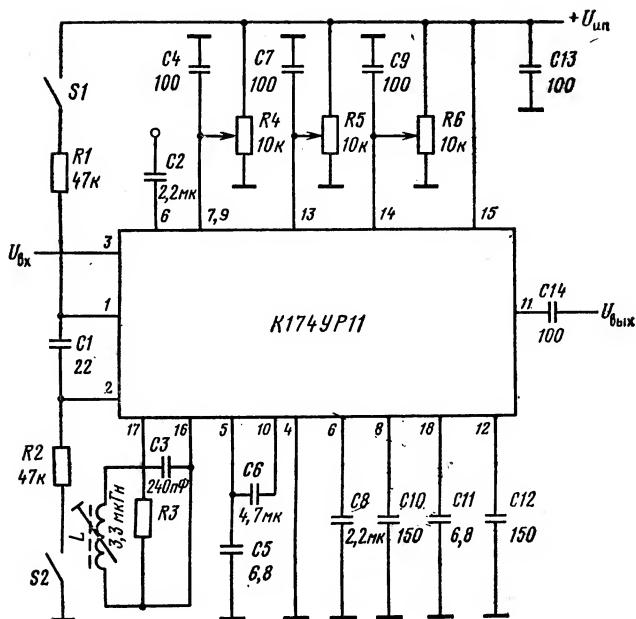 +Uип
C4
100
C7
100
C9
100
C13
100
S1
R4
10к
R5
10к
R6
10к
R1
47к
C2
2,2мк
6
7,9
13
14
15
Uвх
3
1
К174УР11
11
C14
100
Uвых
C1
22
2
R2
47к
17
16
5
10
4
6
8
18
12
C3
240пФ
L
3,3мкГн
R3
C6
4,7мк
C5
6,8
C8
2,2мк
C10
150
C11
6,8
C12
150
S2